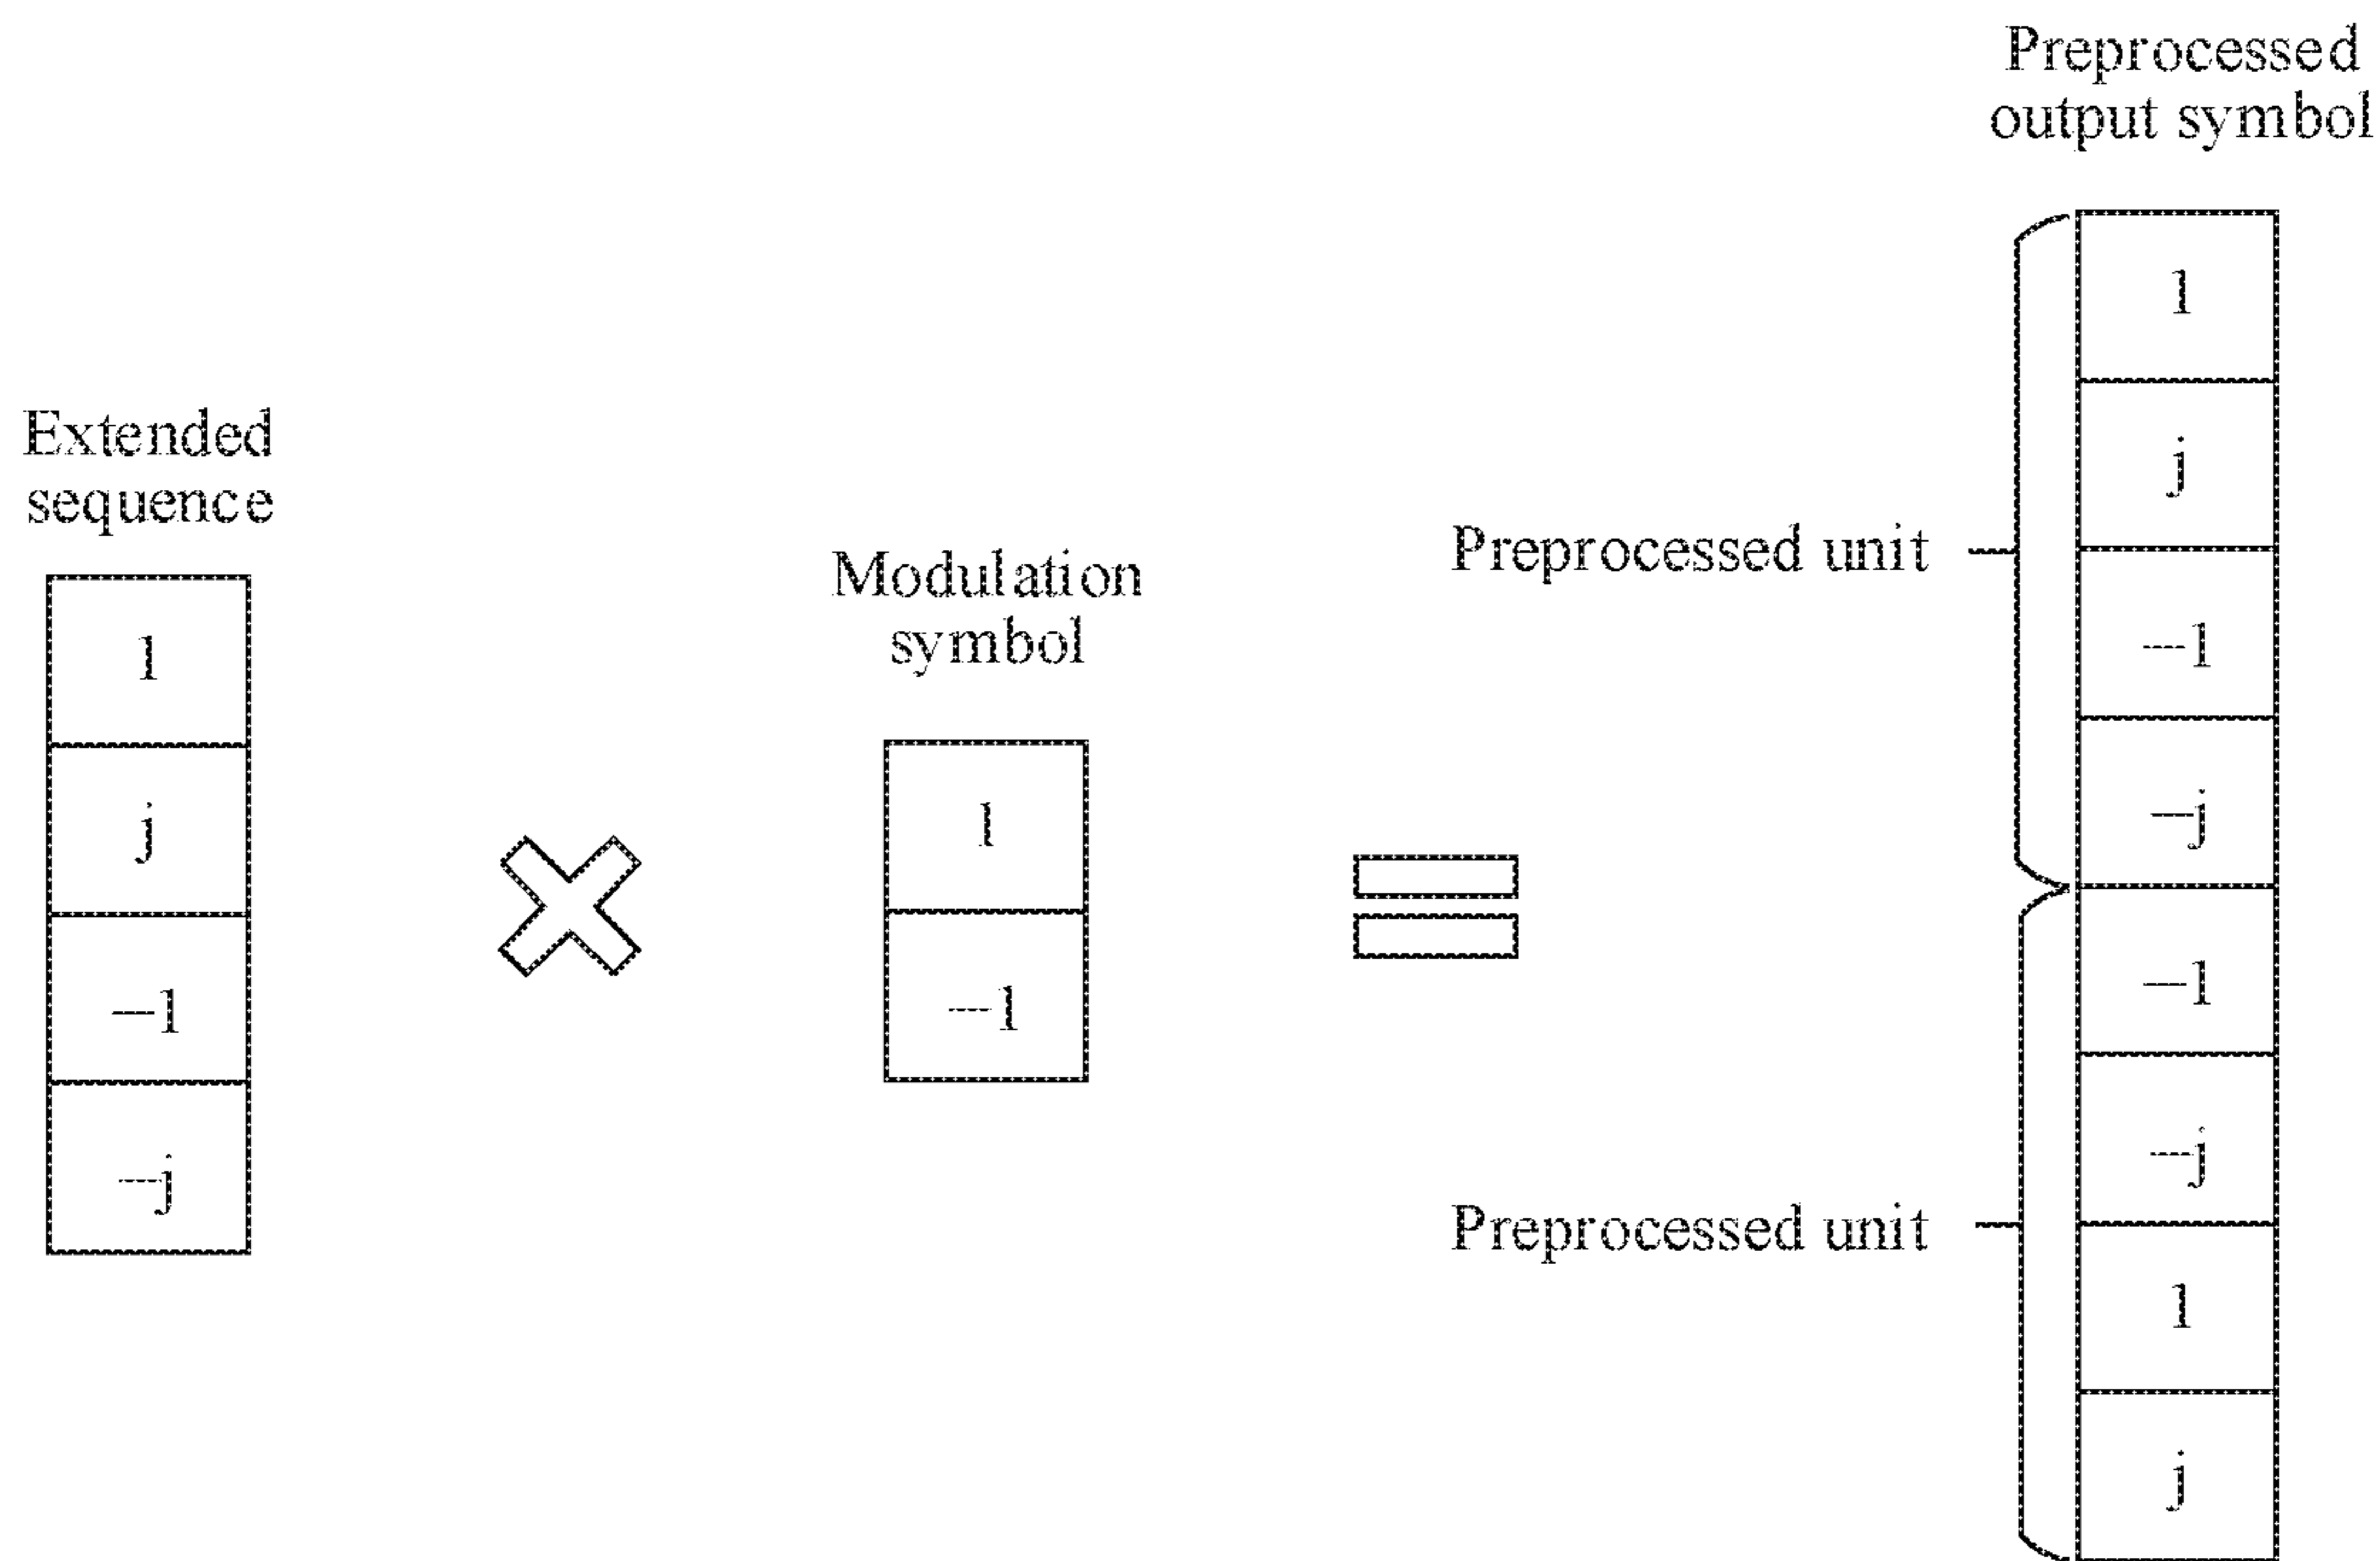 Extended
sequence
1
j
—1
—j
Modulation
symbol
1
—1
Preprocessed
output symbol
Preprocessed unit
Preprocessed unit
1
j
—1
—j
—1
—j
1
j